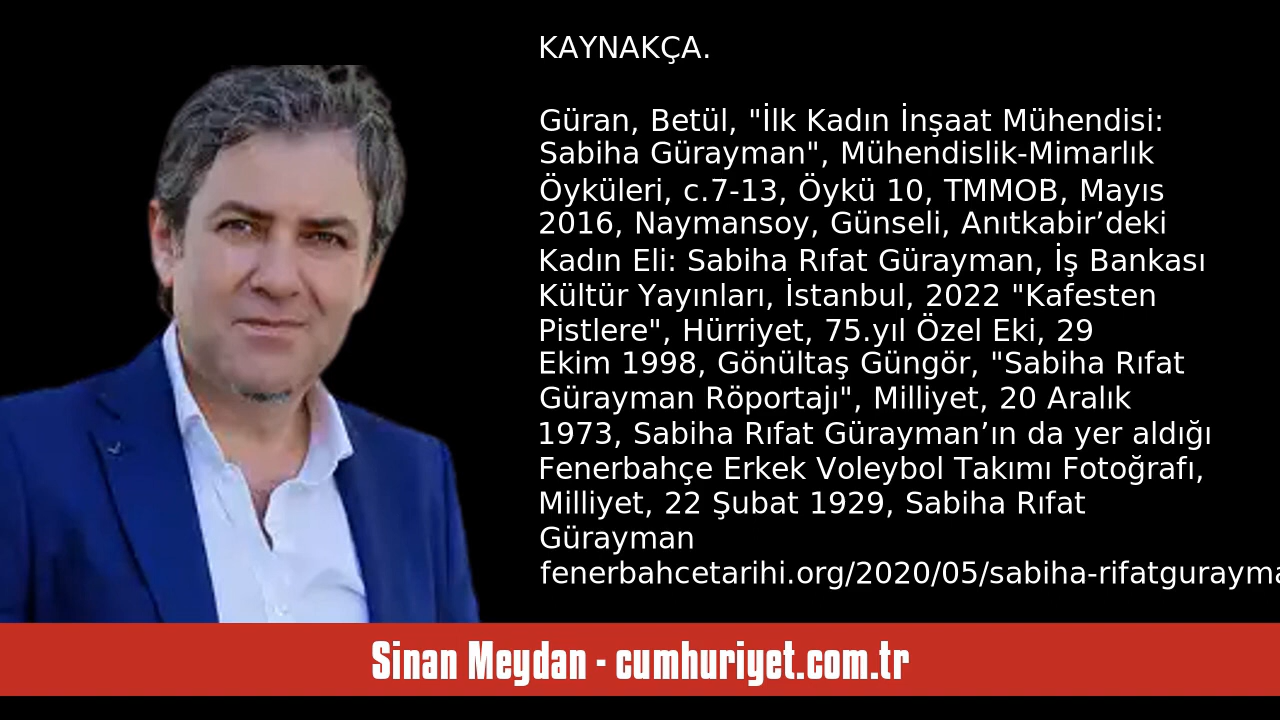 KAYNAKÇA.
Güran, Betül, "İlk Kadın İnşaat Mühendisi:
Sabiha Gürayman", Mühendislik-Mimarlık
Öyküleri, c.7-13, Öykü 10, TMMOB, Mayıs
2016, Naymansoy, Günseli, Anıtkabir’deki
Kadın Eli: Sabiha Rıfat Gürayman, İş Bankası
Kültür Yayınları, İstanbul, 2022 "Kafesten
Pistlere", Hürriyet, 75.yıl Özel Eki, 29
Ekim 1998, Gönültaş Güngör, "Sabiha Rıfat
Gürayman Röportajı", Milliyet, 20 Aralık
1973, Sabiha Rıfat Gürayman’ın da yer aldığı
Fenerbahçe Erkek Voleybol Takımı Fotoğrafı,
Milliyet, 22 Şubat 1929, Sabiha Rıfat
Gürayman
fenerbahcetarihi.org/2020/05/sabiha-rifatgurayma
Sinan Meydan - cumhuriyet.com.tr